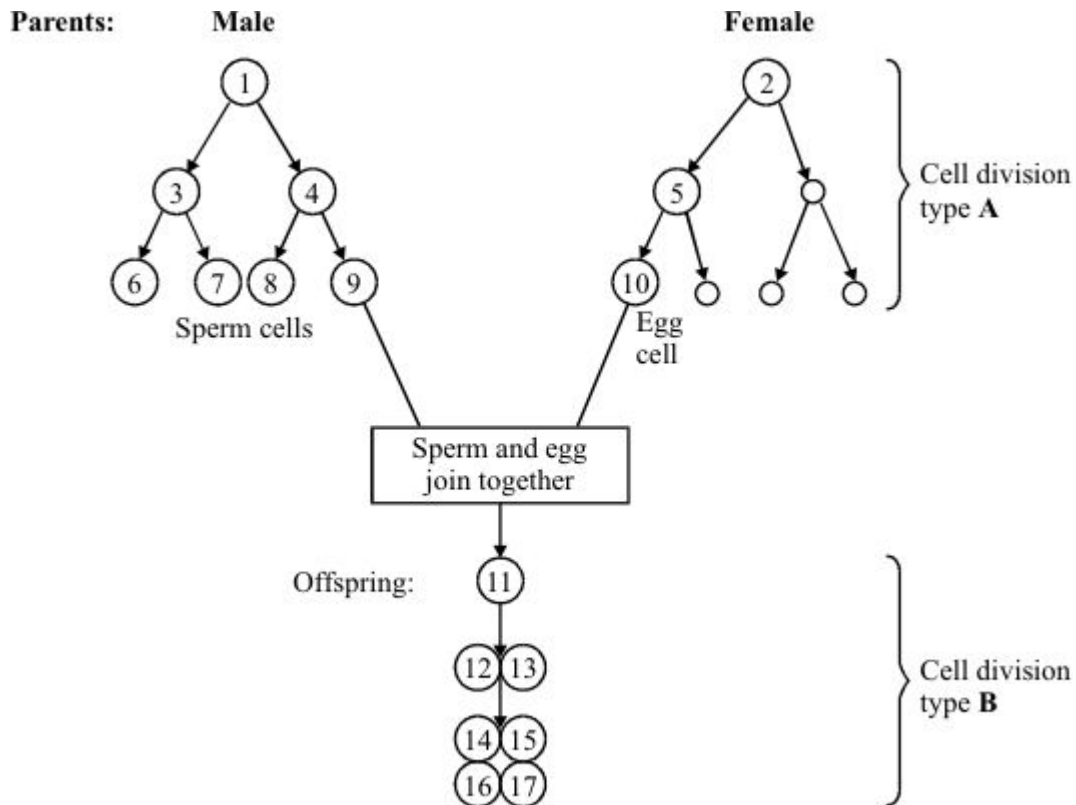 Parents: Male Female
1 2
3 4 5
Cell division
type A
6 7 8 9 10
Sperm cells
Egg
cell
Sperm and egg
join together
Offspring: 11
12 13
Cell division
type B
14 15
16 17